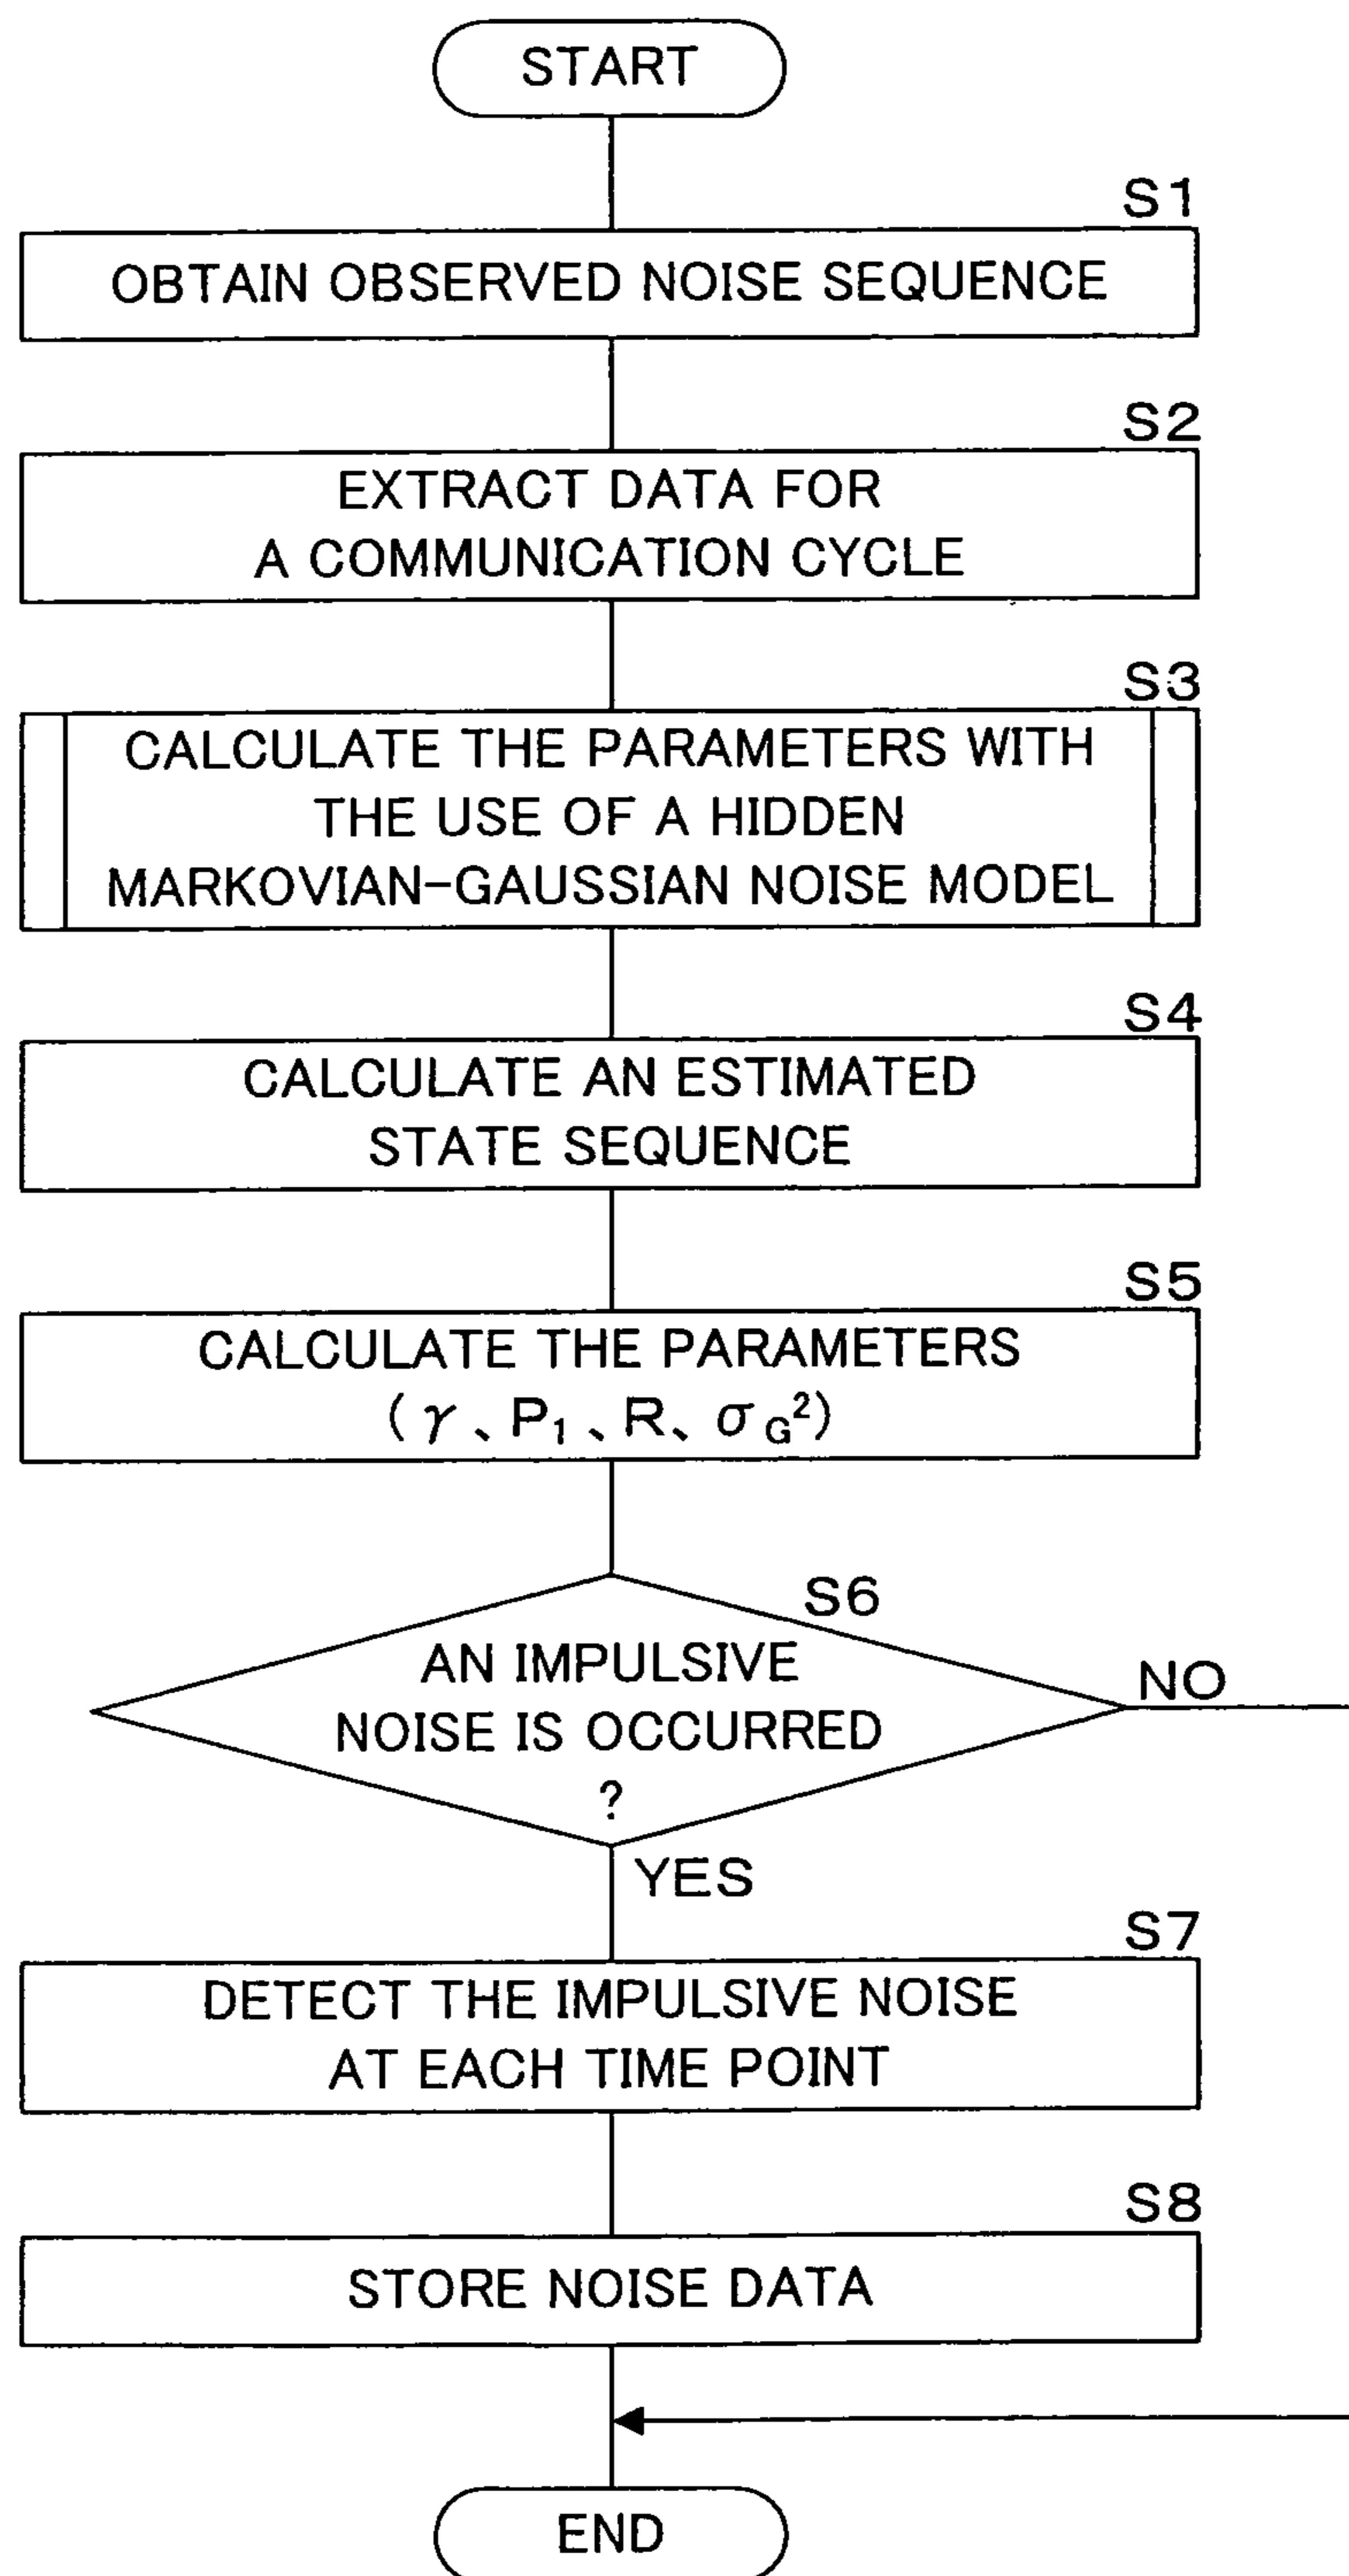 START
S1
OBTAIN OBSERVED NOISE SEQUENCE
S2
EXTRACT DATA FOR
A COMMUNICATION CYCLE
S3
CALCULATE THE PARAMETERS WITH
THE USE OF A HIDDEN
MARKOVIAN-GAUSSIAN NOISE MODEL
S4
CALCULATE AN ESTIMATED
STATE SEQUENCE
S5
CALCULATE THE PARAMETERS
(γ、P₁、R、σ_G²)
S6
AN IMPULSIVE
NOISE IS OCCURRED
?
NO
YES
S7
DETECT THE IMPULSIVE NOISE
AT EACH TIME POINT
S8
STORE NOISE DATA
END